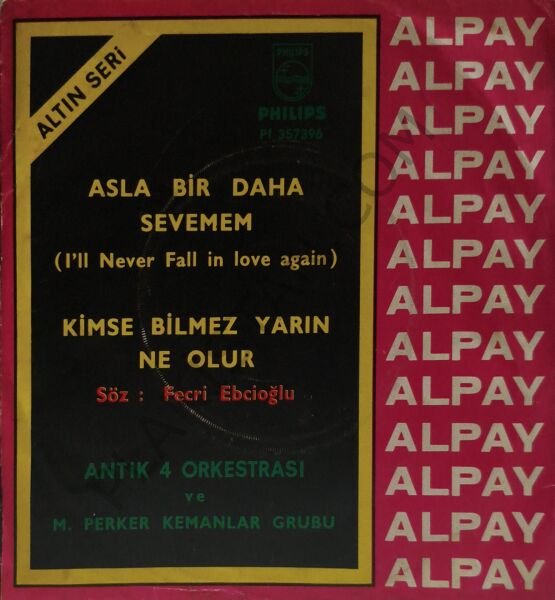 ALTIN SERİ
PHILIPS
PHILIPS
PF 357396
ASLA BİR DAHA
SEVEMEM
(I'll Never Fall in love again)
KİMSE BİLMEZ YARIN
NE OLUR
Söz : Fecri Ebcioğlu
ANTİK 4 ORKESTRASI
ve
M. PERKER KEMANLAR GRUBU
ALPAY
ALPAY
ALPAY
ALPAY
ALPAY
ALPAY
ALPAY
ALPAY
ALPAY
ALPAY
ALPAY
ALPAY
ALPAY